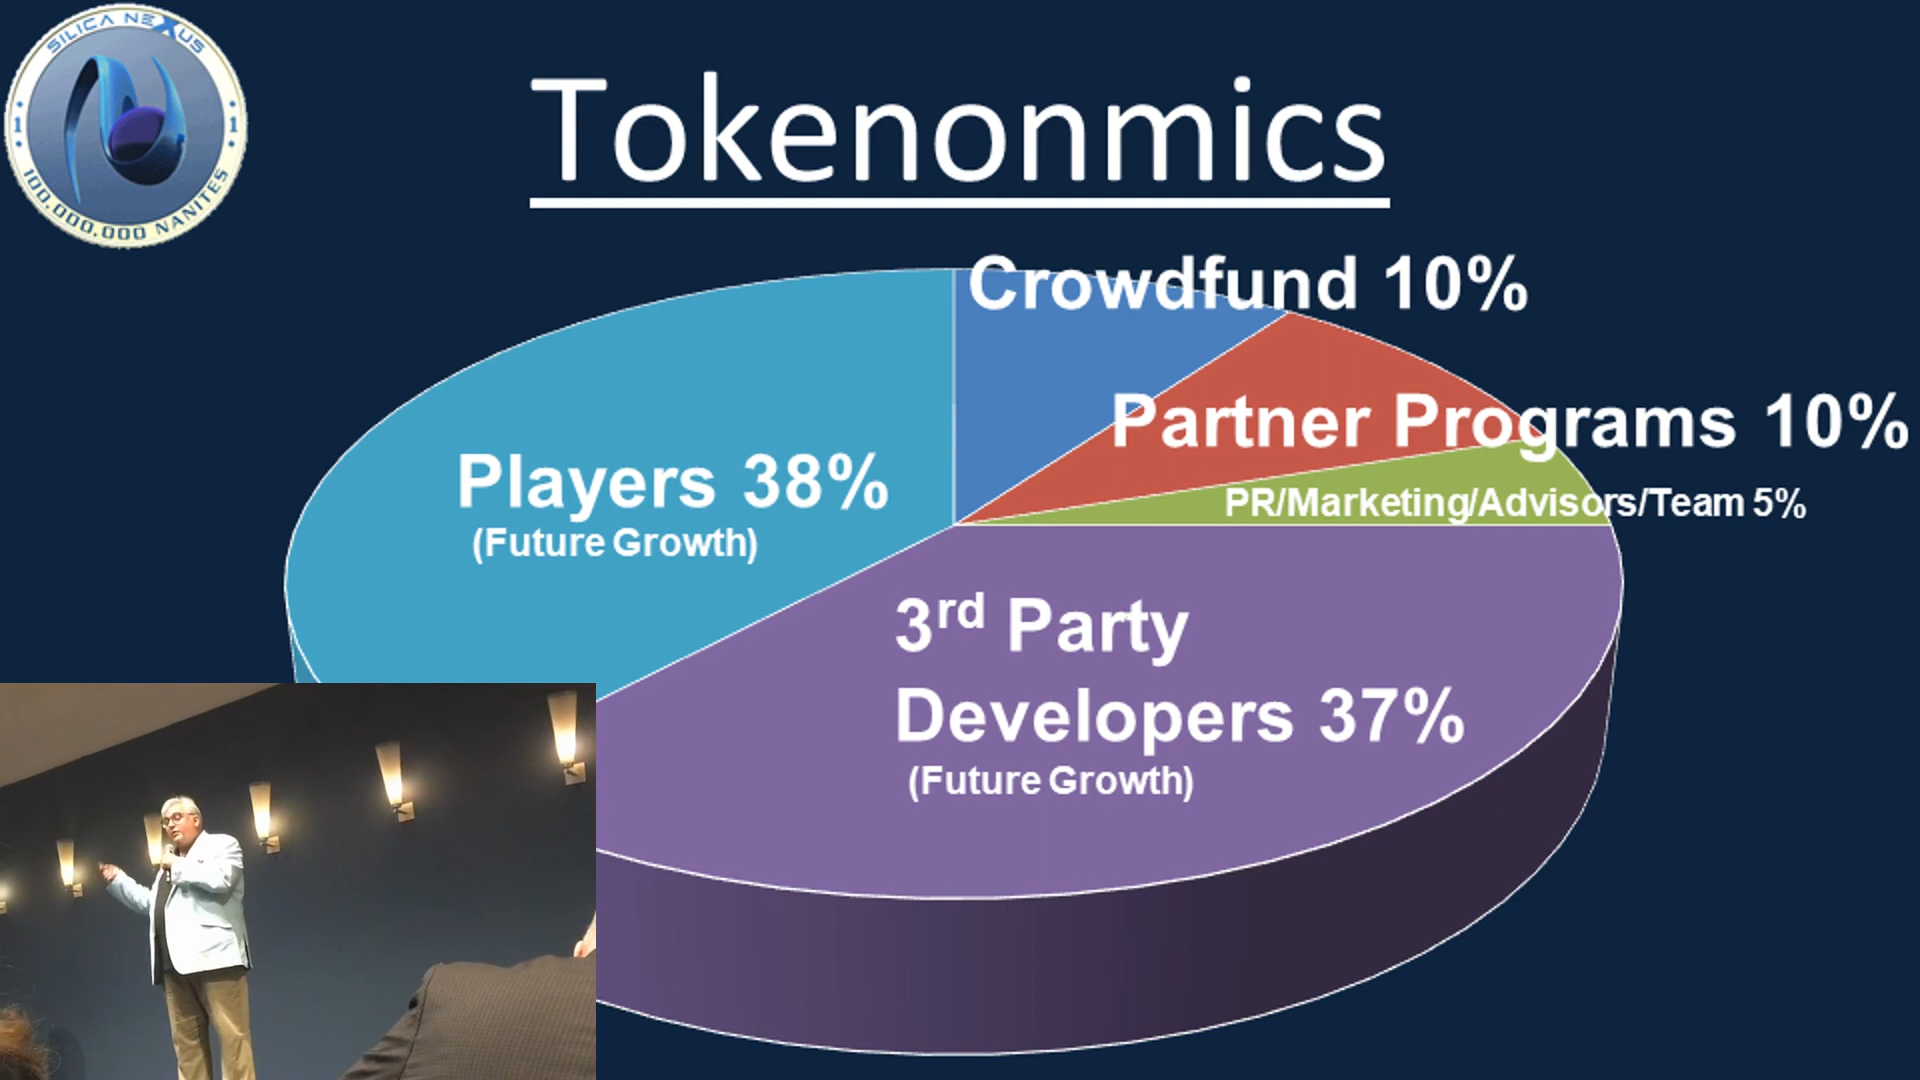 SILICA NEXUS
1 1
100,000,000 NANITES
Tokenonmics
Crowdfund 10%
Partner Programs 10%
PR/Marketing/Advisors/Team 5%
Players 38%
(Future Growth)
3rd Party
Developers 37%
(Future Growth)